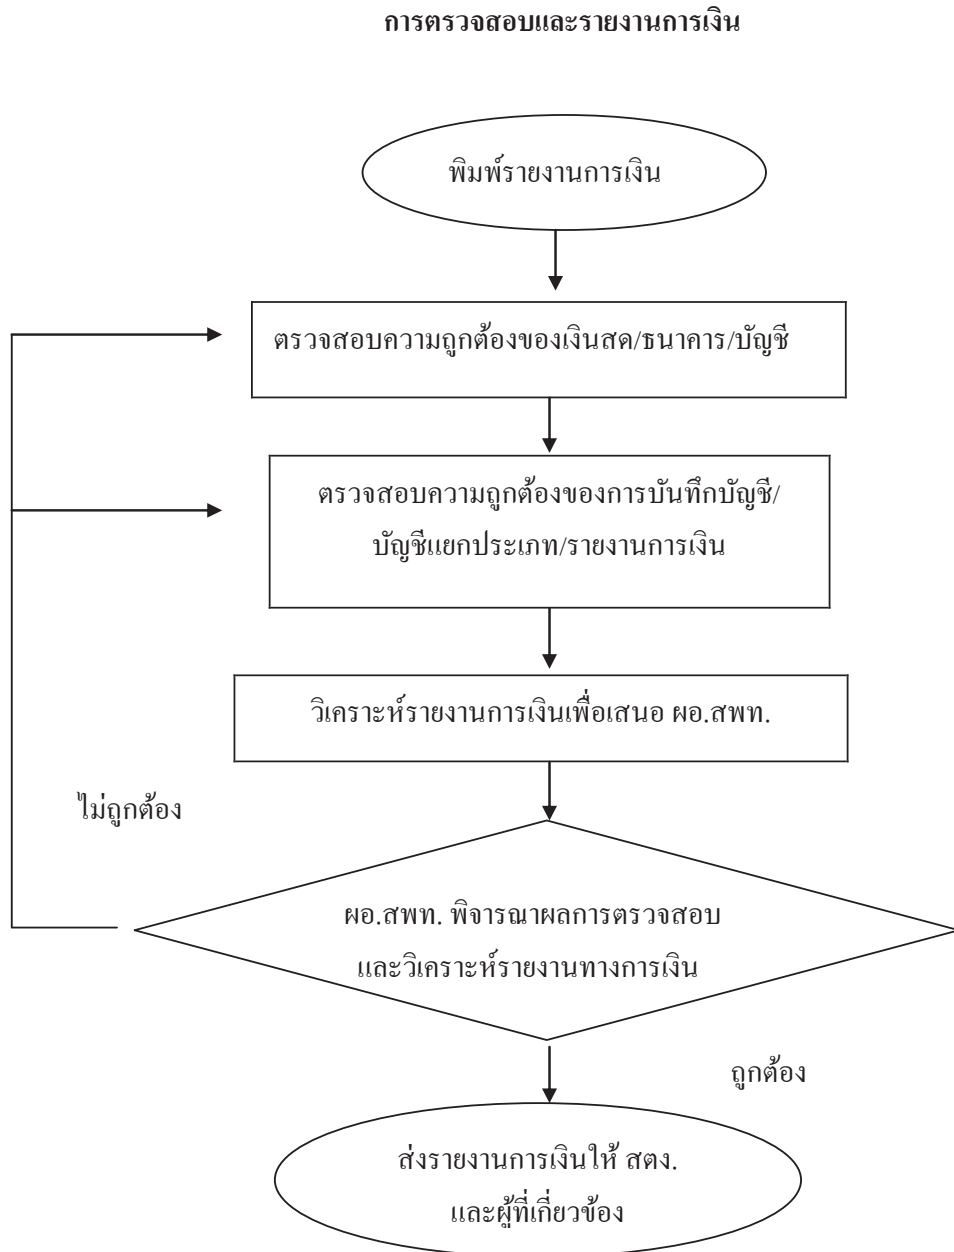 การตรวจสอบและรายงานการเงิน
พิมพ์รายงานการเงิน
ตรวจสอบความถูกต้องของเงินสด/ธนาคาร/บัญชี
ตรวจสอบความถูกต้องของการบันทึกบัญชี/
บัญชีแยกประเภท/รายงานการเงิน
วิเคราะห์รายงานการเงินเพื่อเสนอ ผอ.สพท.
ไม่ถูกต้อง
ผอ.สพท. พิจารณาผลการตรวจสอบ
และวิเคราะห์รายงานทางการเงิน
ถูกต้อง
ส่งรายงานการเงินให้ สตง.
และผู้ที่เกี่ยวข้อง